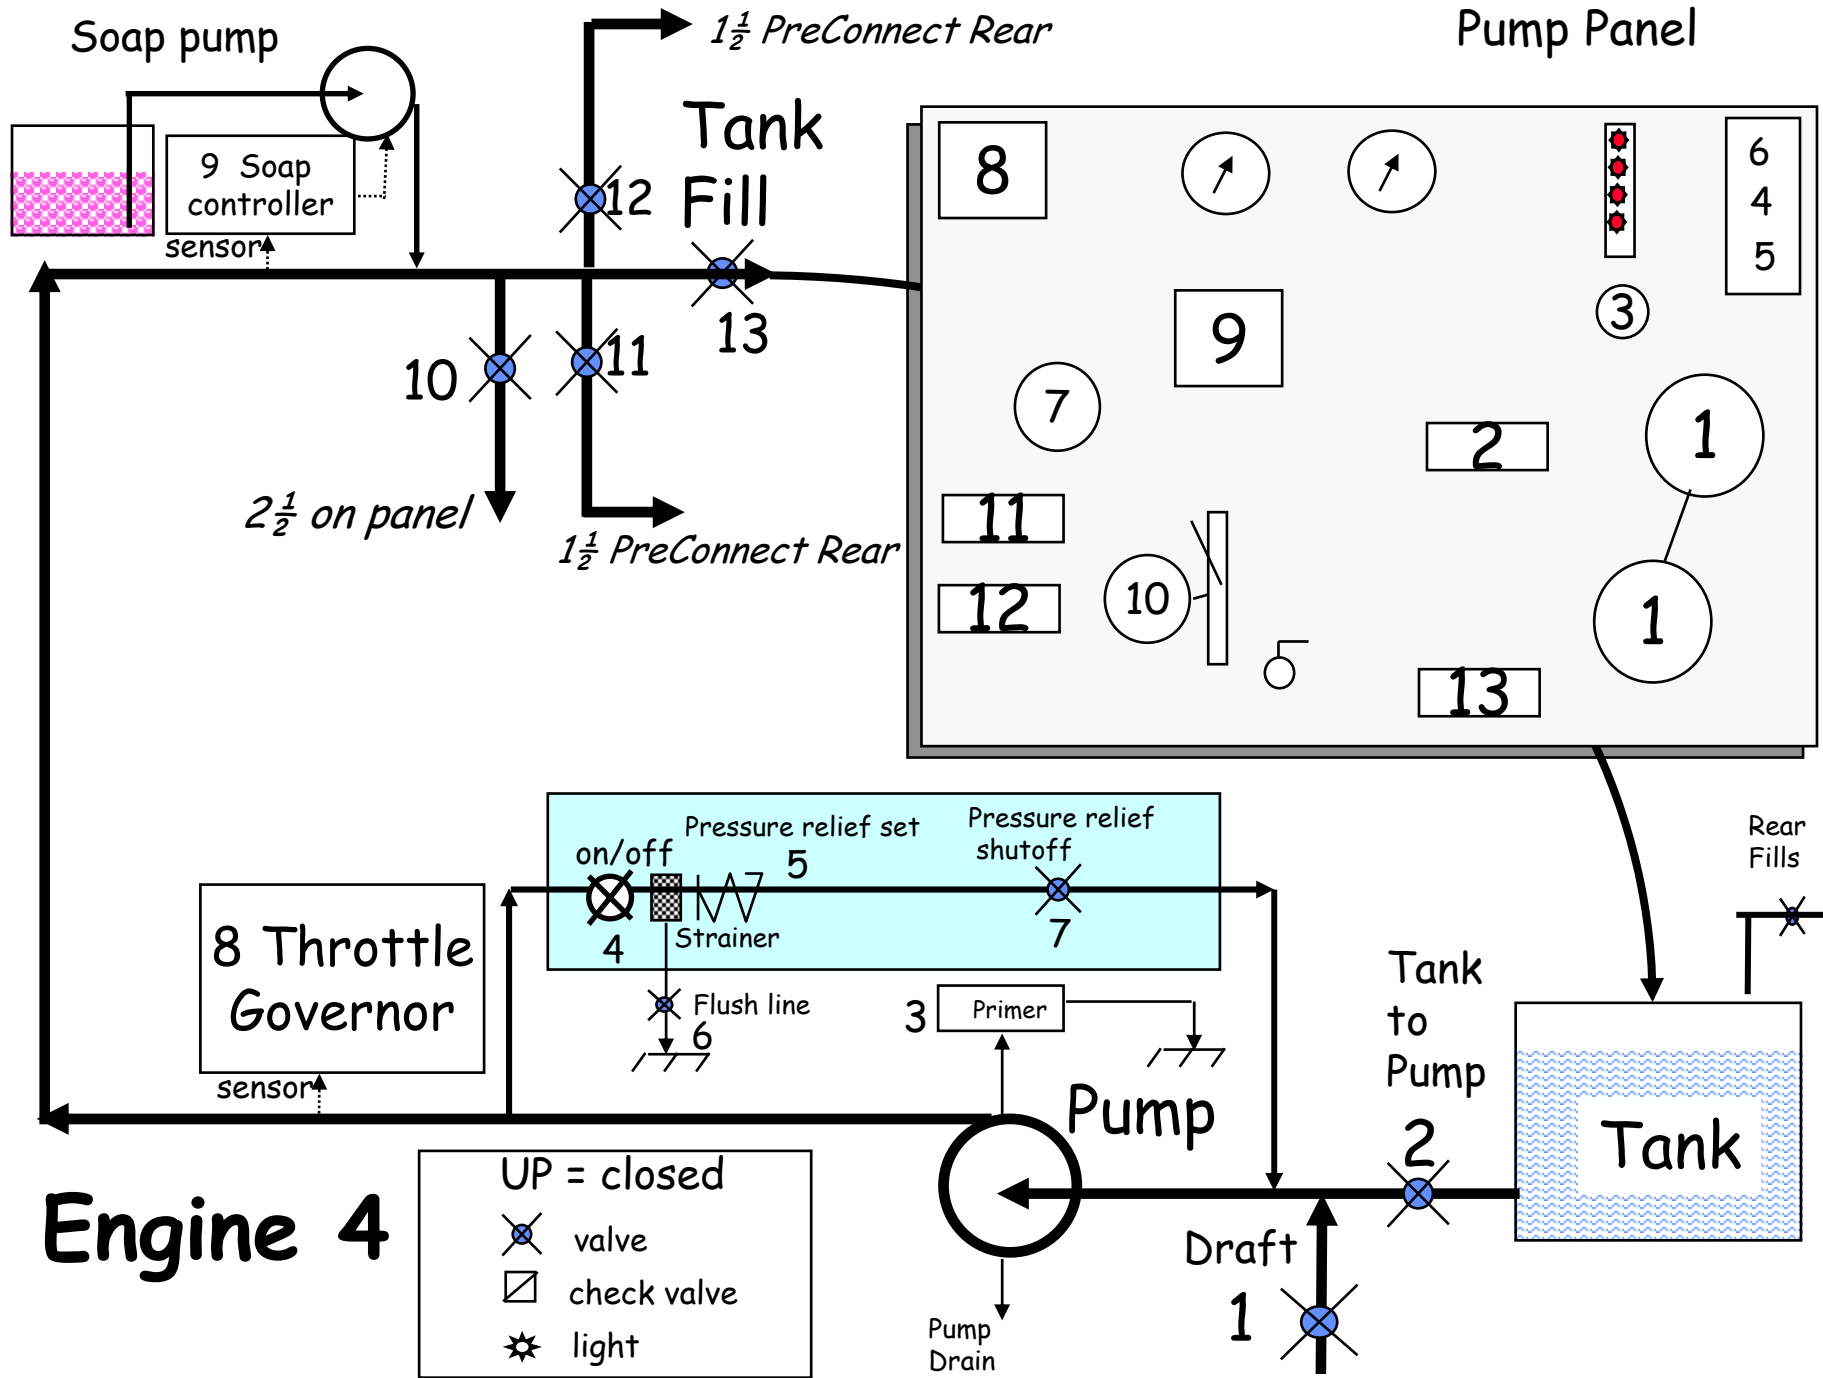 Soap pump
1½ PreConnect Rear
Pump Panel
Tank
Fill
9 Soap
controller
sensor
12
13
10
11
2½ on panel
1½ PreConnect Rear
8
6
4
5
3
9
7
1
2
11
12
10
1
13
Pressure relief set
5
Pressure relief
shutoff
on/off
4
Strainer
7
Rear
Fills
8 Throttle
Governor
sensor
Flush line
6
3
Primer
Tank
to
Pump
2
Pump
Tank
Draft
1
Pump
Drain
Engine 4
UP = closed
valve
check valve
light